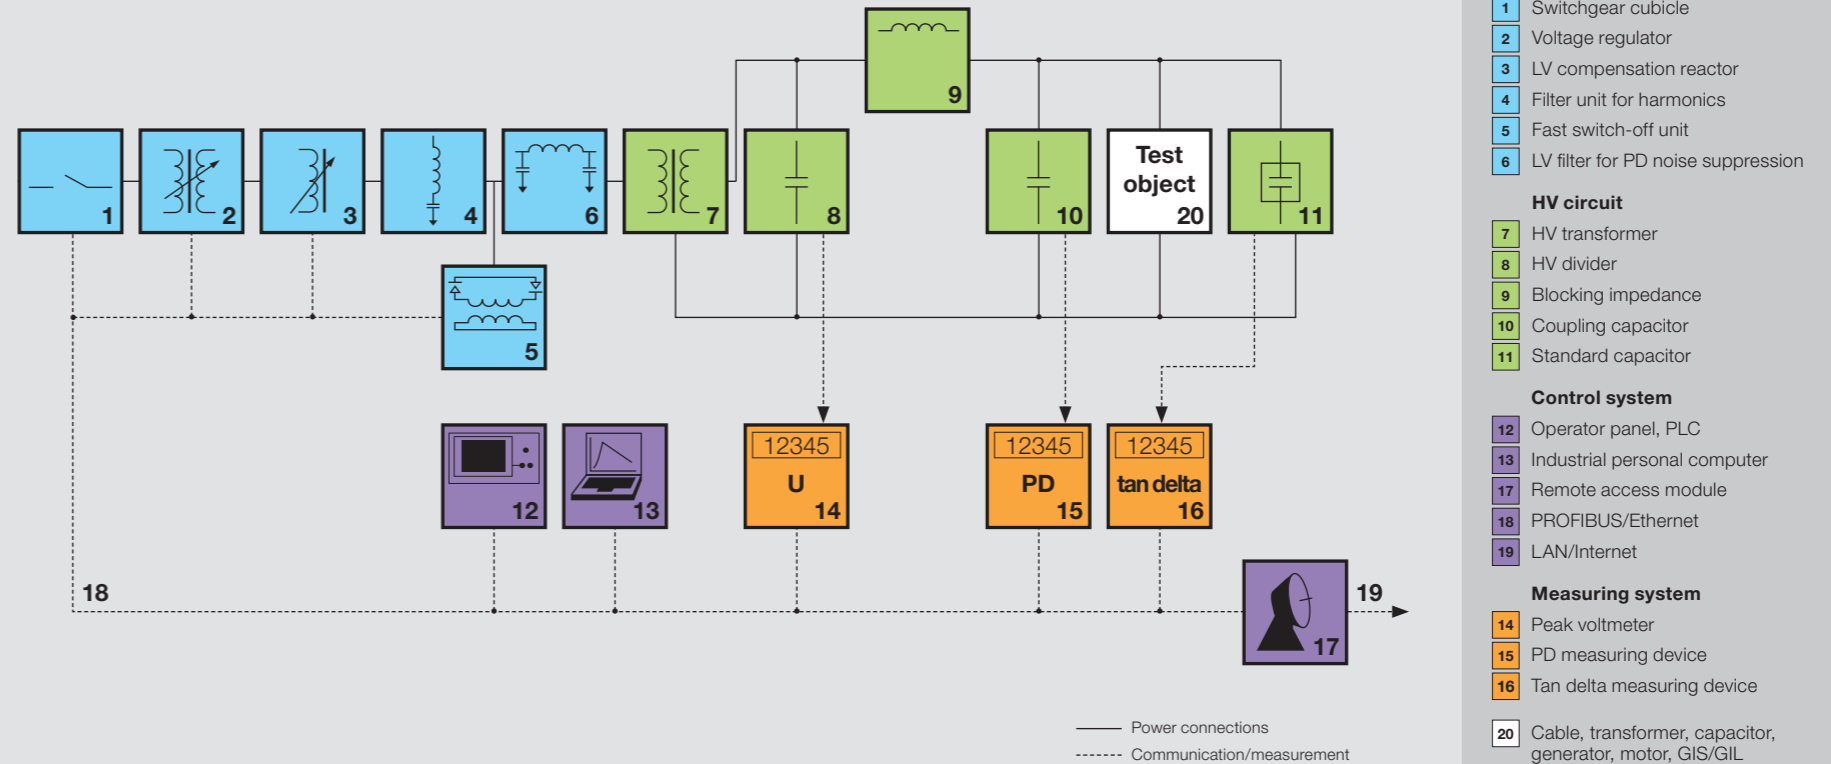 9
1
2
3
4
6
7
8
10
Test
object
20
11
5
12
13
12345
U
14
12345
PD
15
12345
tan delta
16
18
17
19
Power connections
Communication/measurement
1 Switchgear cubicle
2 Voltage regulator
3 LV compensation reactor
4 Filter unit for harmonics
5 Fast switch-off unit
6 LV filter for PD noise suppression
HV circuit
7 HV transformer
8 HV divider
9 Blocking impedance
10 Coupling capacitor
11 Standard capacitor
Control system
12 Operator panel, PLC
13 Industrial personal computer
17 Remote access module
18 PROFIBUS/Ethernet
19 LAN/Internet
Measuring system
14 Peak voltmeter
15 PD measuring device
16 Tan delta measuring device
20 Cable, transformer, capacitor,
generator, motor, GIS/GIL